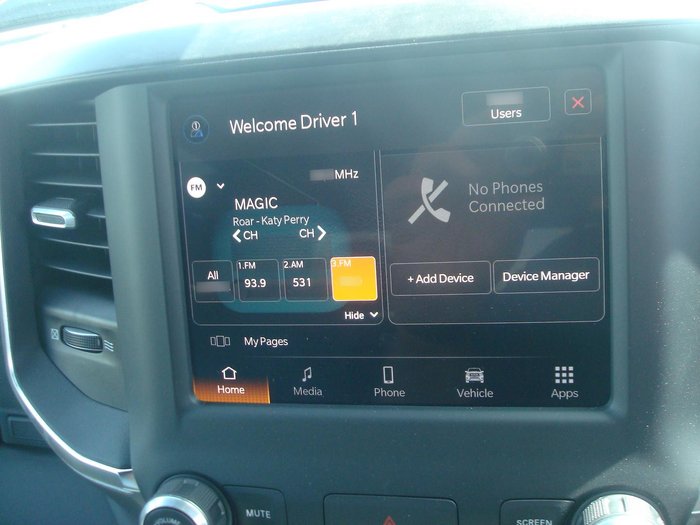 Welcome Driver 1
Users
FM
MHz
MAGIC
Roar - Katy Perry
CH CH
All
1.FM
93.9
2.AM
531
3.FM
Hide
No Phones
Connected
+ Add Device
Device Manager
My Pages
Home
Media
Phone
Vehicle
Apps
VOLUME
MUTE
SCREEN